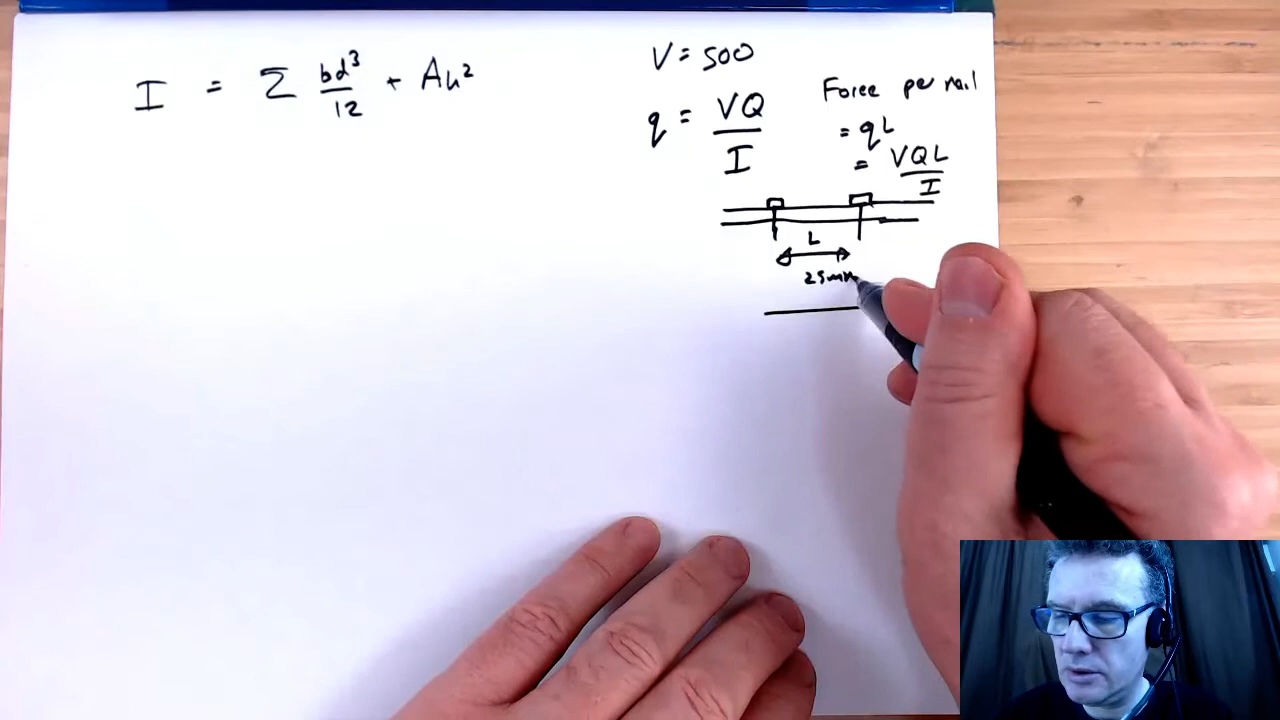 I = Σ bd³/12 + Ah²
V = 500
q = VQ/I
Force per nail
= qL
= VQL/I
L
25mm